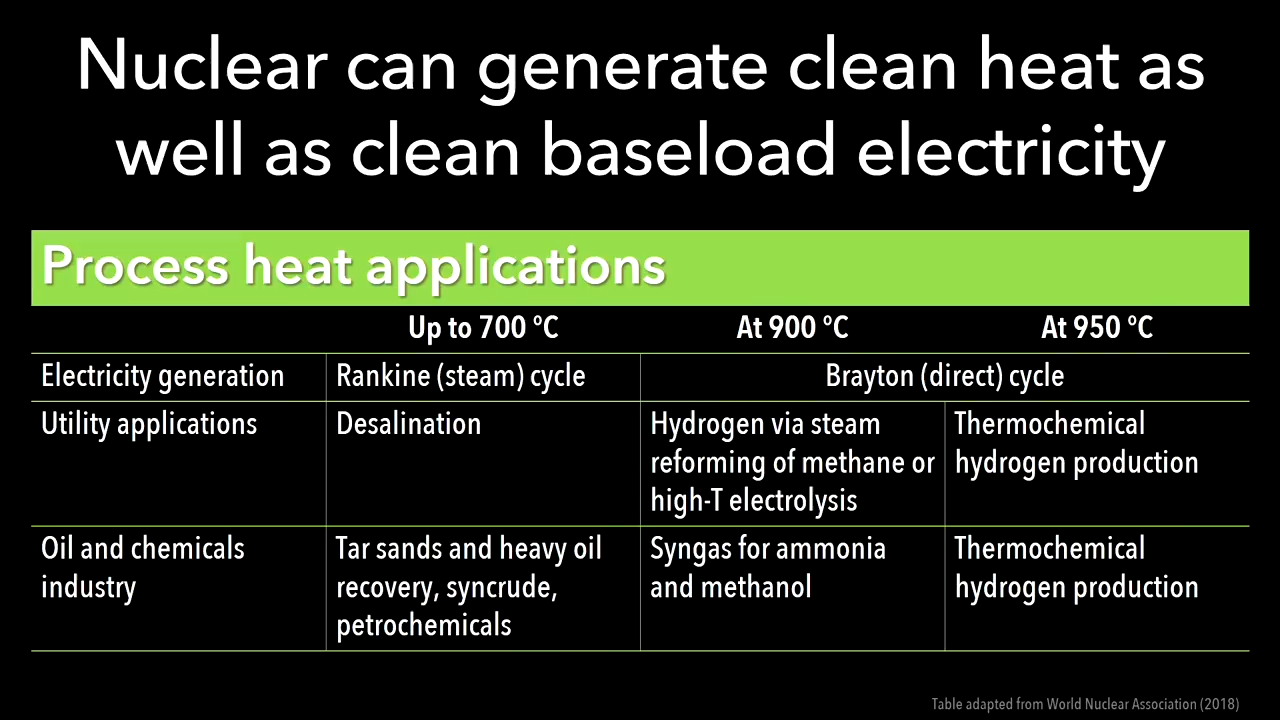 Nuclear can generate clean heat as
well as clean baseload electricity
Process heat applications
Up to 700 ºC At 900 ºC At 950 ºC
Electricity generation Rankine (steam) cycle Brayton (direct) cycle
Utility applications Desalination Hydrogen via steam Thermochemical
reforming of methane or hydrogen production
high-T electrolysis
Oil and chemicals Tar sands and heavy oil Syngas for ammonia Thermochemical
industry recovery, syncrude, and methanol hydrogen production
petrochemicals
Table adapted from World Nuclear Association (2018)